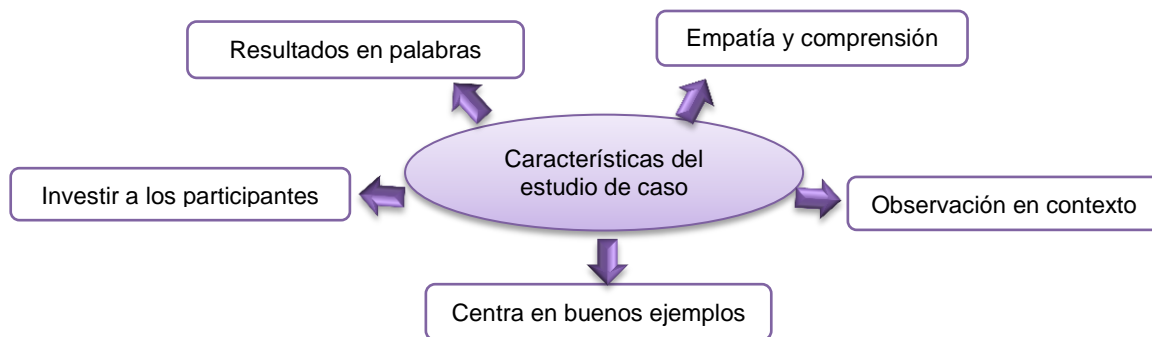 Resultados en palabras
Empatía y comprensión
Características del
estudio de caso
Investir a los participantes
Observación en contexto
Centra en buenos ejemplos